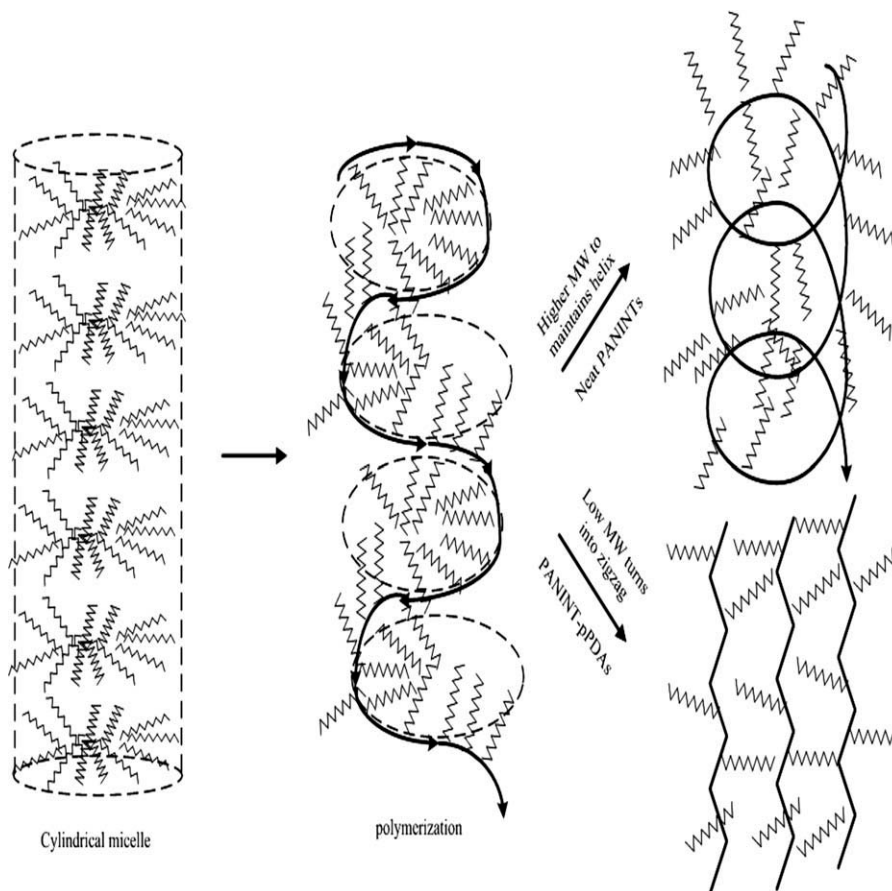 Higher MW to
maintains helix
Neat PANINTs
Low MW turns
into zigzag
PANINT-pPDAs
Cylindrical micelle
polymerization